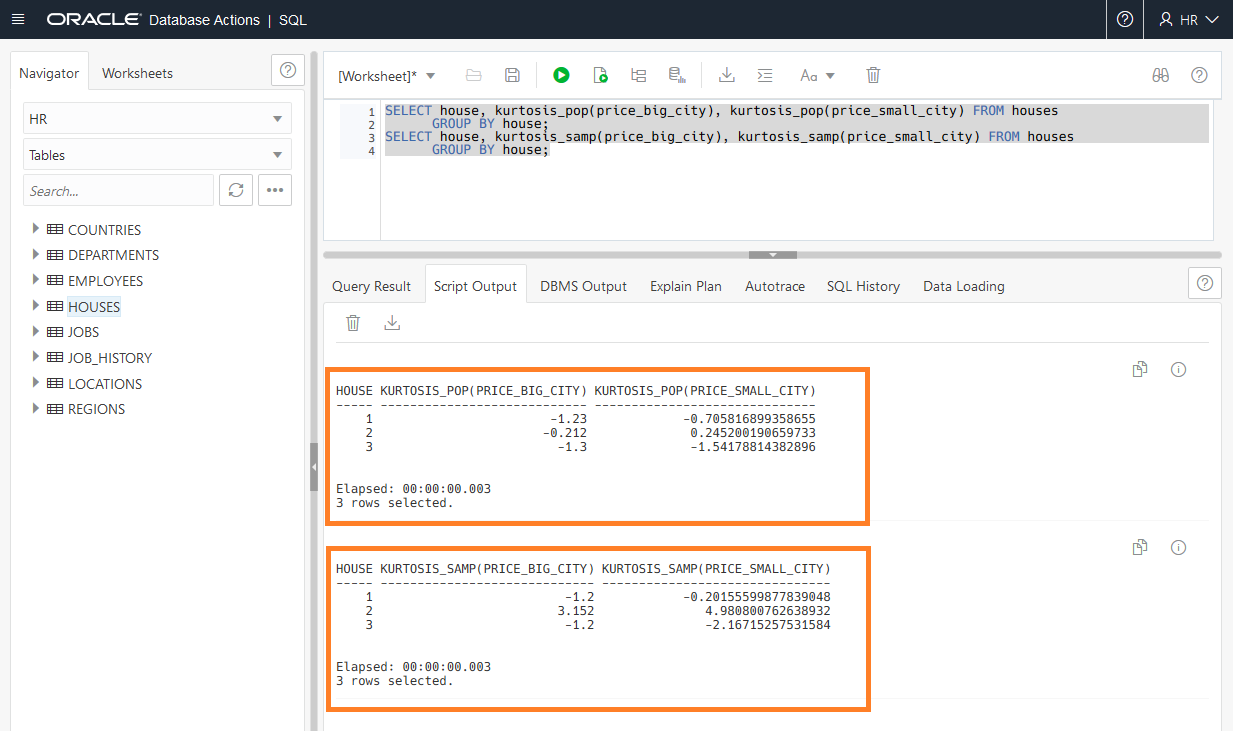 ORACLE Database Actions | SQL
HR
Navigator
Worksheets
HR
Tables
Search...
COUNTRIES
DEPARTMENTS
EMPLOYEES
HOUSES
JOBS
JOB_HISTORY
LOCATIONS
REGIONS
[Worksheet]*
Aa
1 SELECT house, kurtosis_pop(price_big_city), kurtosis_pop(price_small_city) FROM houses
2 GROUP BY house;
3 SELECT house, kurtosis_samp(price_big_city), kurtosis_samp(price_small_city) FROM houses
4 GROUP BY house;
Query Result
Script Output
DBMS Output
Explain Plan
Autotrace
SQL History
Data Loading
HOUSE KURTOSIS_POP(PRICE_BIG_CITY) KURTOSIS_POP(PRICE_SMALL_CITY)
----- ---------------------------- ------------------------------
1 -1.23 -0.705816899358655
2 -0.212 0.245200190659733
3 -1.3 -1.54178814382896
Elapsed: 00:00:00.003
3 rows selected.
HOUSE KURTOSIS_SAMP(PRICE_BIG_CITY) KURTOSIS_SAMP(PRICE_SMALL_CITY)
----- ----------------------------- -------------------------------
1 -1.2 -0.20155599877839048
2 3.152 4.980800762638932
3 -1.2 -2.16715257531584
Elapsed: 00:00:00.003
3 rows selected.